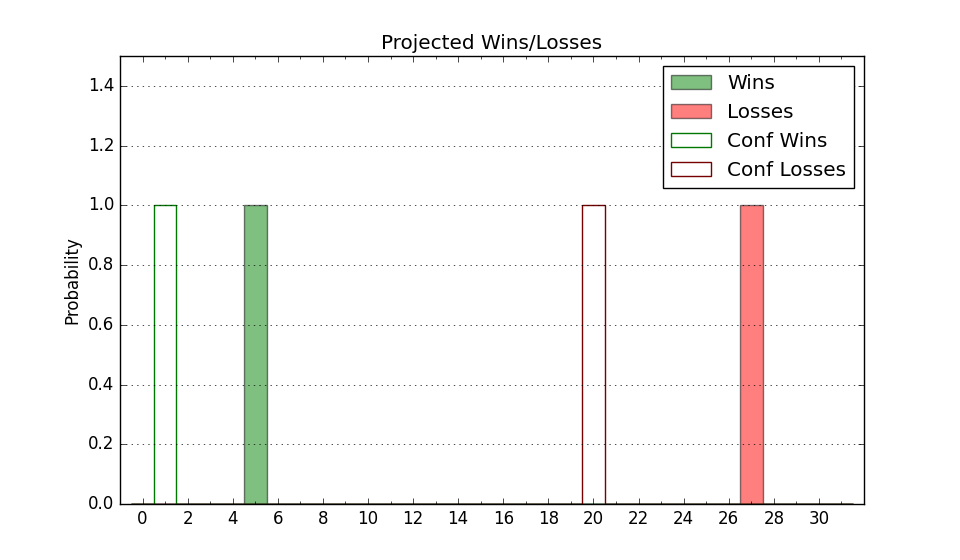 Projected Wins/Losses
Wins
Losses
Conf Wins
Conf Losses
Probability
1.4
1.2
1.0
0.8
0.6
0.4
0.2
0.0
0 2 4 6 8 10 12 14 16 18 20 22 24 26 28 30